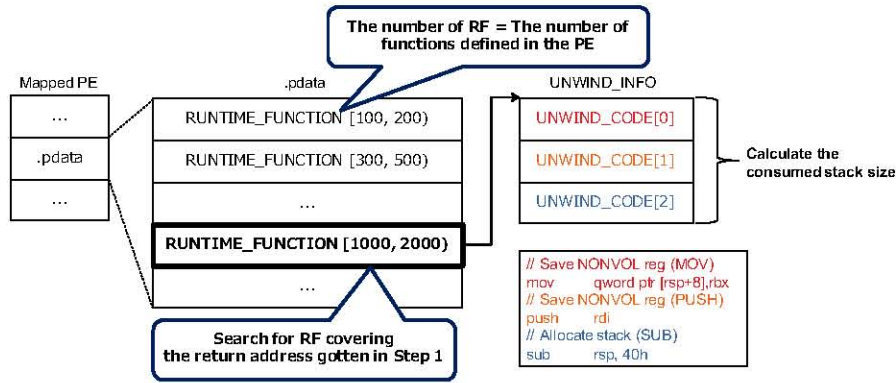 The number of RF = The number of
functions defined in the PE
Mapped PE
.pdata
UNWIND_INFO
...
.pdata
...
RUNTIME_FUNCTION [100, 200)
RUNTIME_FUNCTION [300, 500)
...
RUNTIME_FUNCTION [1000, 2000)
...
UNWIND_CODE[0]
UNWIND_CODE[1]
UNWIND_CODE[2]
Calculate the
consumed stack size
Search for RF covering
the return address gotten in Step 1
// Save NONVOL reg (MOV)
mov qword ptr [rsp+8],rbx
// Save NONVOL reg (PUSH)
push rdi
// Allocate stack (SUB)
sub rsp, 40h